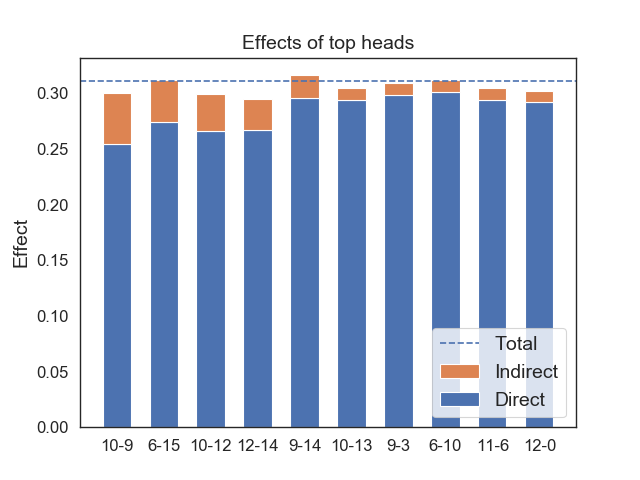 Effects of top heads
Effect
0.30
0.25
0.20
0.15
0.10
0.05
0.00
Total
Indirect
Direct
10-9 6-15 10-12 12-14 9-14 10-13 9-3 6-10 11-6 12-0